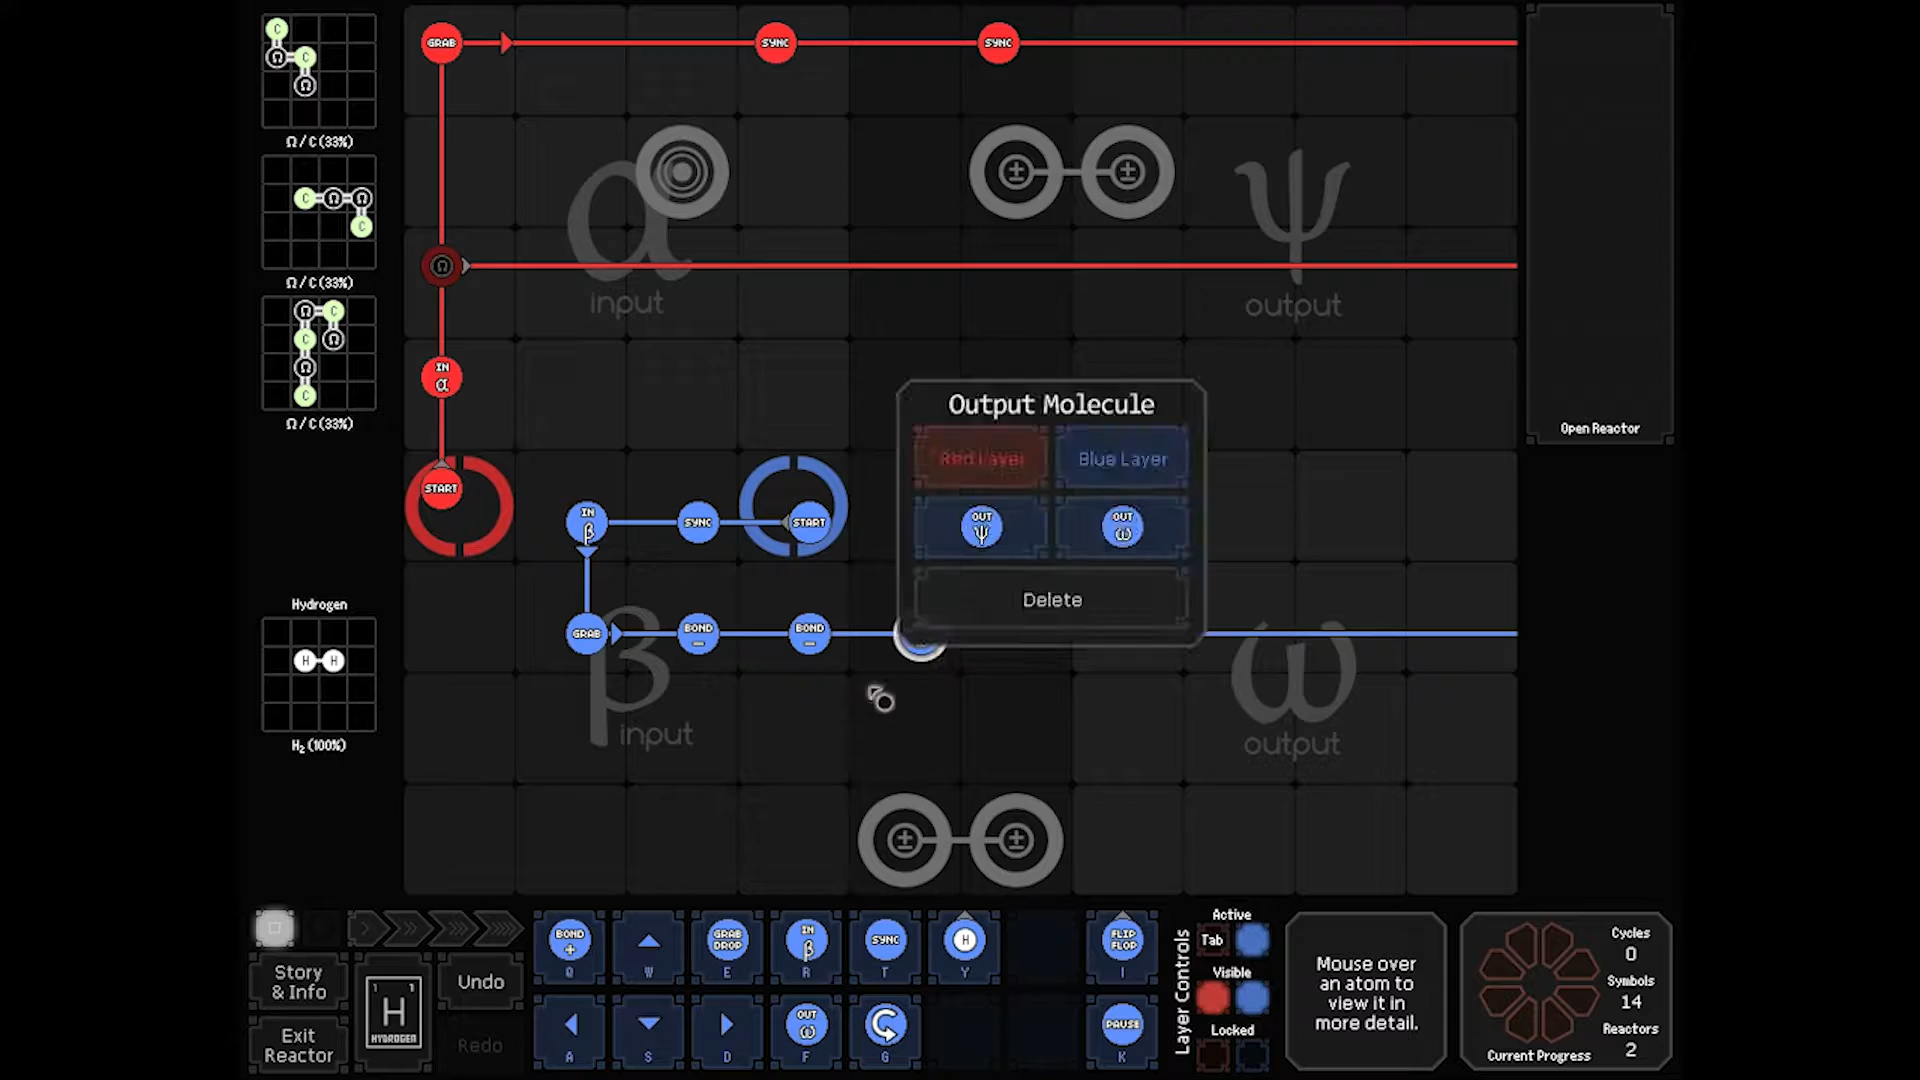 C
Ω C
Ω
Ω / C (33%)
C Ω Ω
C
Ω / C (33%)
Ω C
C Ω
Ω
C
Ω / C (33%)
Hydrogen
H H
H₂ (100%)
GRAB SYNC SYNC
α
input
ψ
output
Ω
IN
α
START
IN
β
SYNC
START
GRAB
BOND
−
BOND
−
β
input
ω
output
± ±
± ±
Output Molecule
Red Layer Blue Layer
OUT
ψ
OUT
ω
Delete
Open Reactor
Story
& Info
Exit
Reactor
1 1
H
HYDROGEN
Undo
Redo
BOND
+
Q
W
GRAB
DROP
E
IN
β
R
SYNC
T
H
Y
FLIP
FLOP
I
A
S
D
OUT
ω
F
G
PAUSE
K
Layer Controls
Active
Tab
Visible
Locked
Mouse over
an atom to
view it in
more detail.
Current Progress
Cycles
0
Symbols
14
Reactors
2